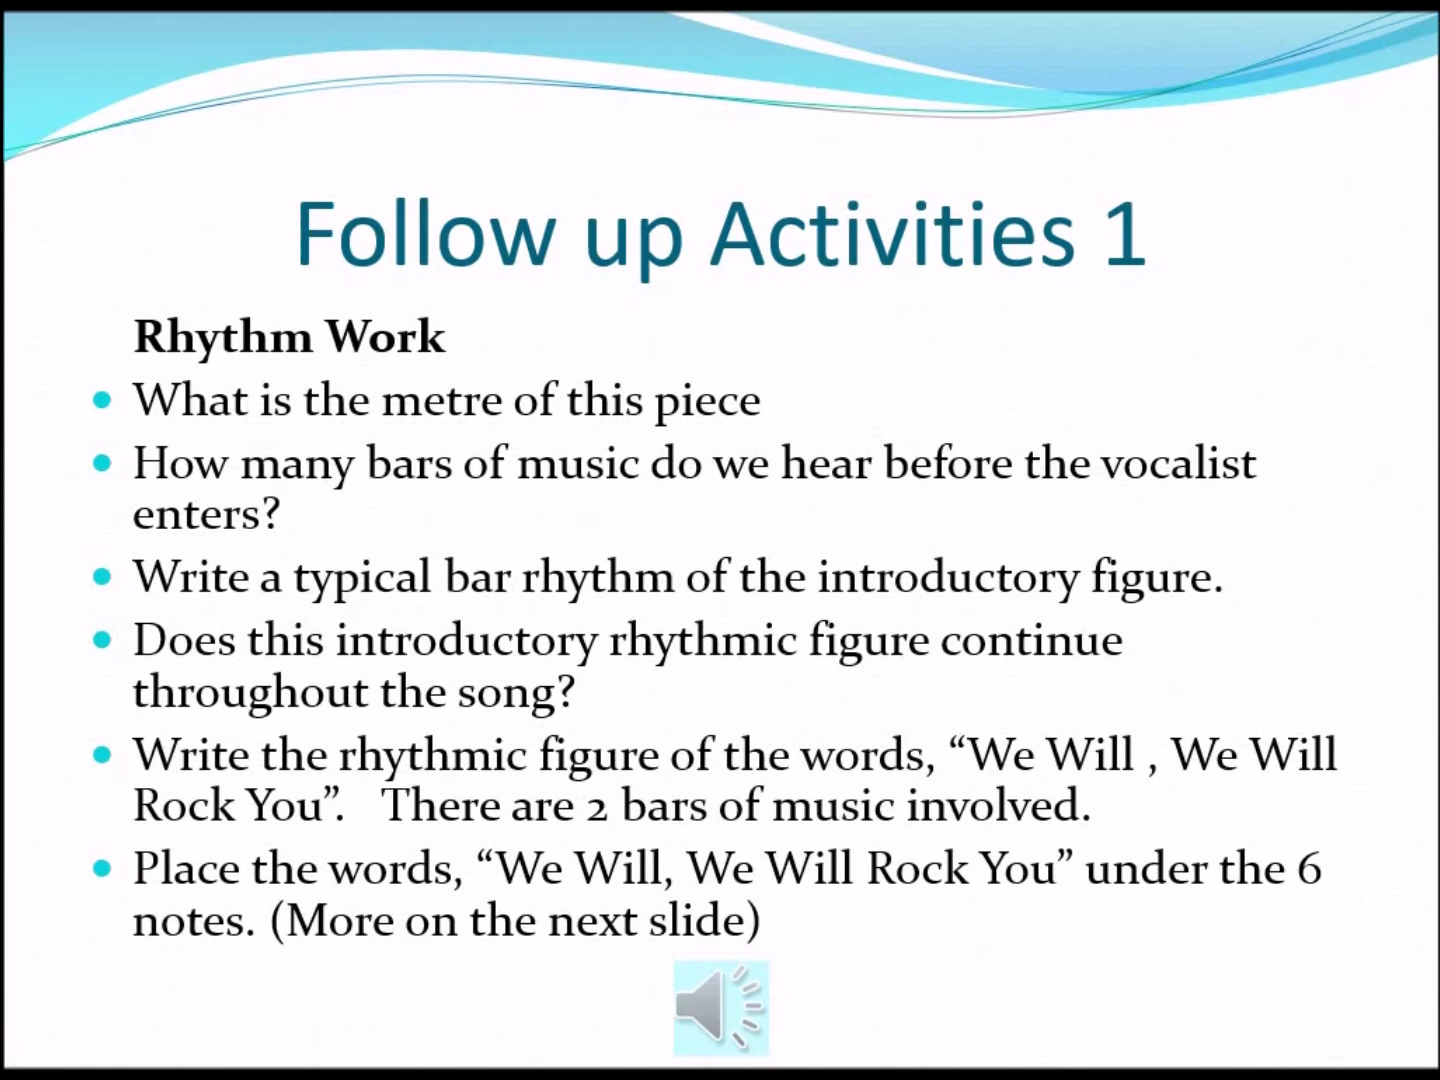 Follow up Activities 1
Rhythm Work
What is the metre of this piece
How many bars of music do we hear before the vocalist
enters?
Write a typical bar rhythm of the introductory figure.
Does this introductory rhythmic figure continue
throughout the song?
Write the rhythmic figure of the words, “We Will , We Will
Rock You”.   There are 2 bars of music involved.
Place the words, “We Will, We Will Rock You” under the 6
notes. (More on the next slide)